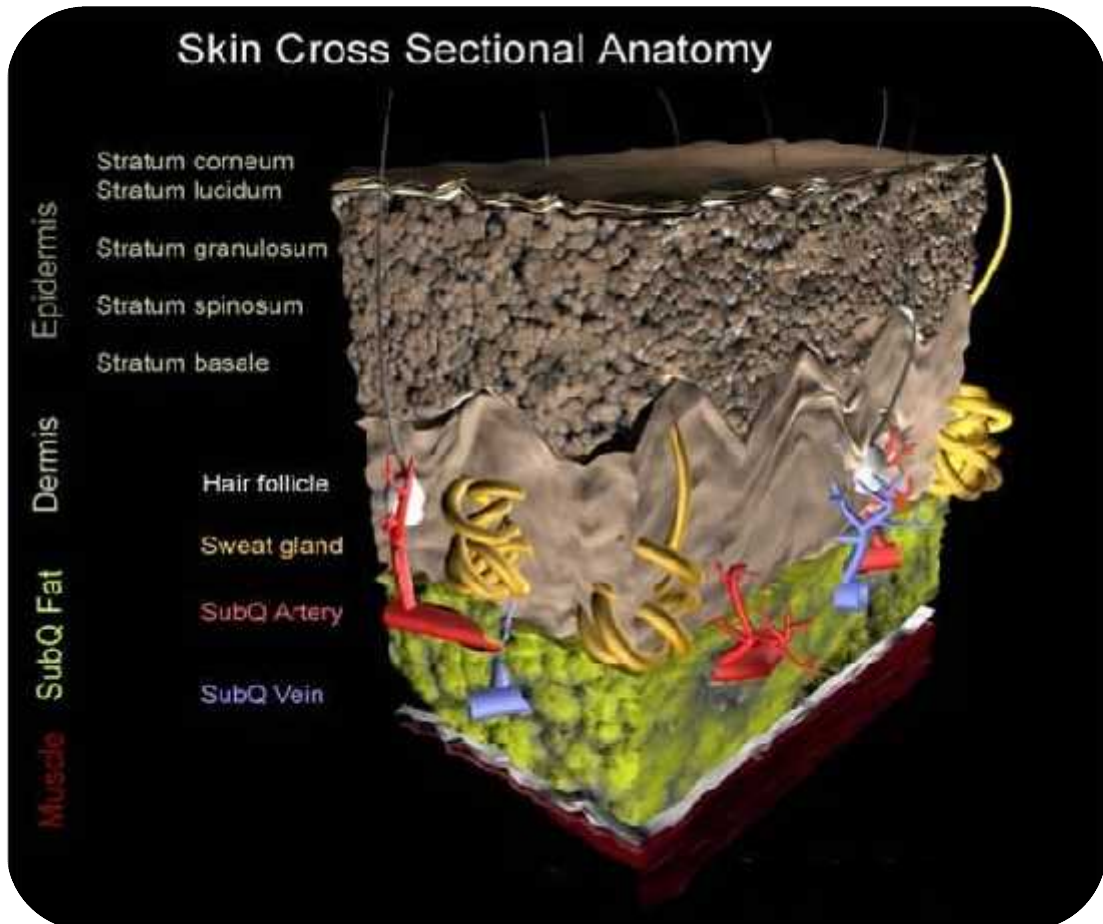 Skin Cross Sectional Anatomy
Epidermis
Stratum corneum
Stratum lucidum
Stratum granulosum
Stratum spinosum
Stratum basale
Dermis
Hair follicle
Sweat gland
SubQ Fat
SubQ Artery
SubQ Vein
Muscle